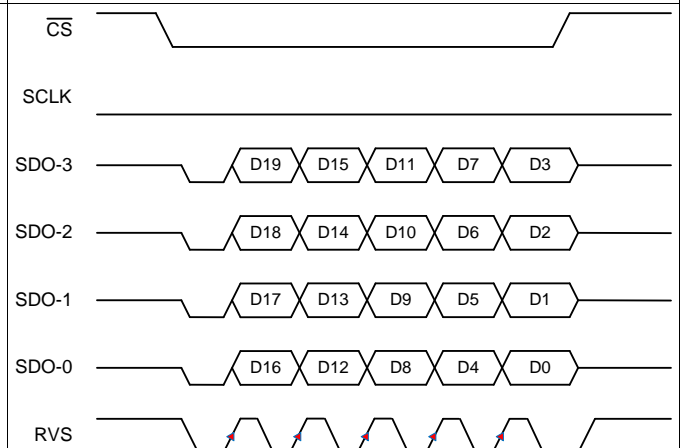 CS
SCLK
SDO-3 D19 D15 D11 D7 D3
SDO-2 D18 D14 D10 D6 D2
SDO-1 D17 D13 D9 D5 D1
SDO-0 D16 D12 D8 D4 D0
RVS